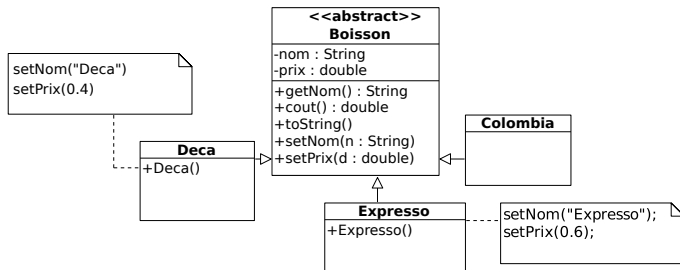 <<abstract>>
Boisson
-nom : String
-prix : double
+getNom() : String
+cout() : double
+toString()
+setNom(n : String)
+setPrix(d : double)
setNom("Deca")
setPrix(0.4)
Deca
+Deca()
Colombia
Expresso
+Expresso()
setNom("Expresso");
setPrix(0.6);